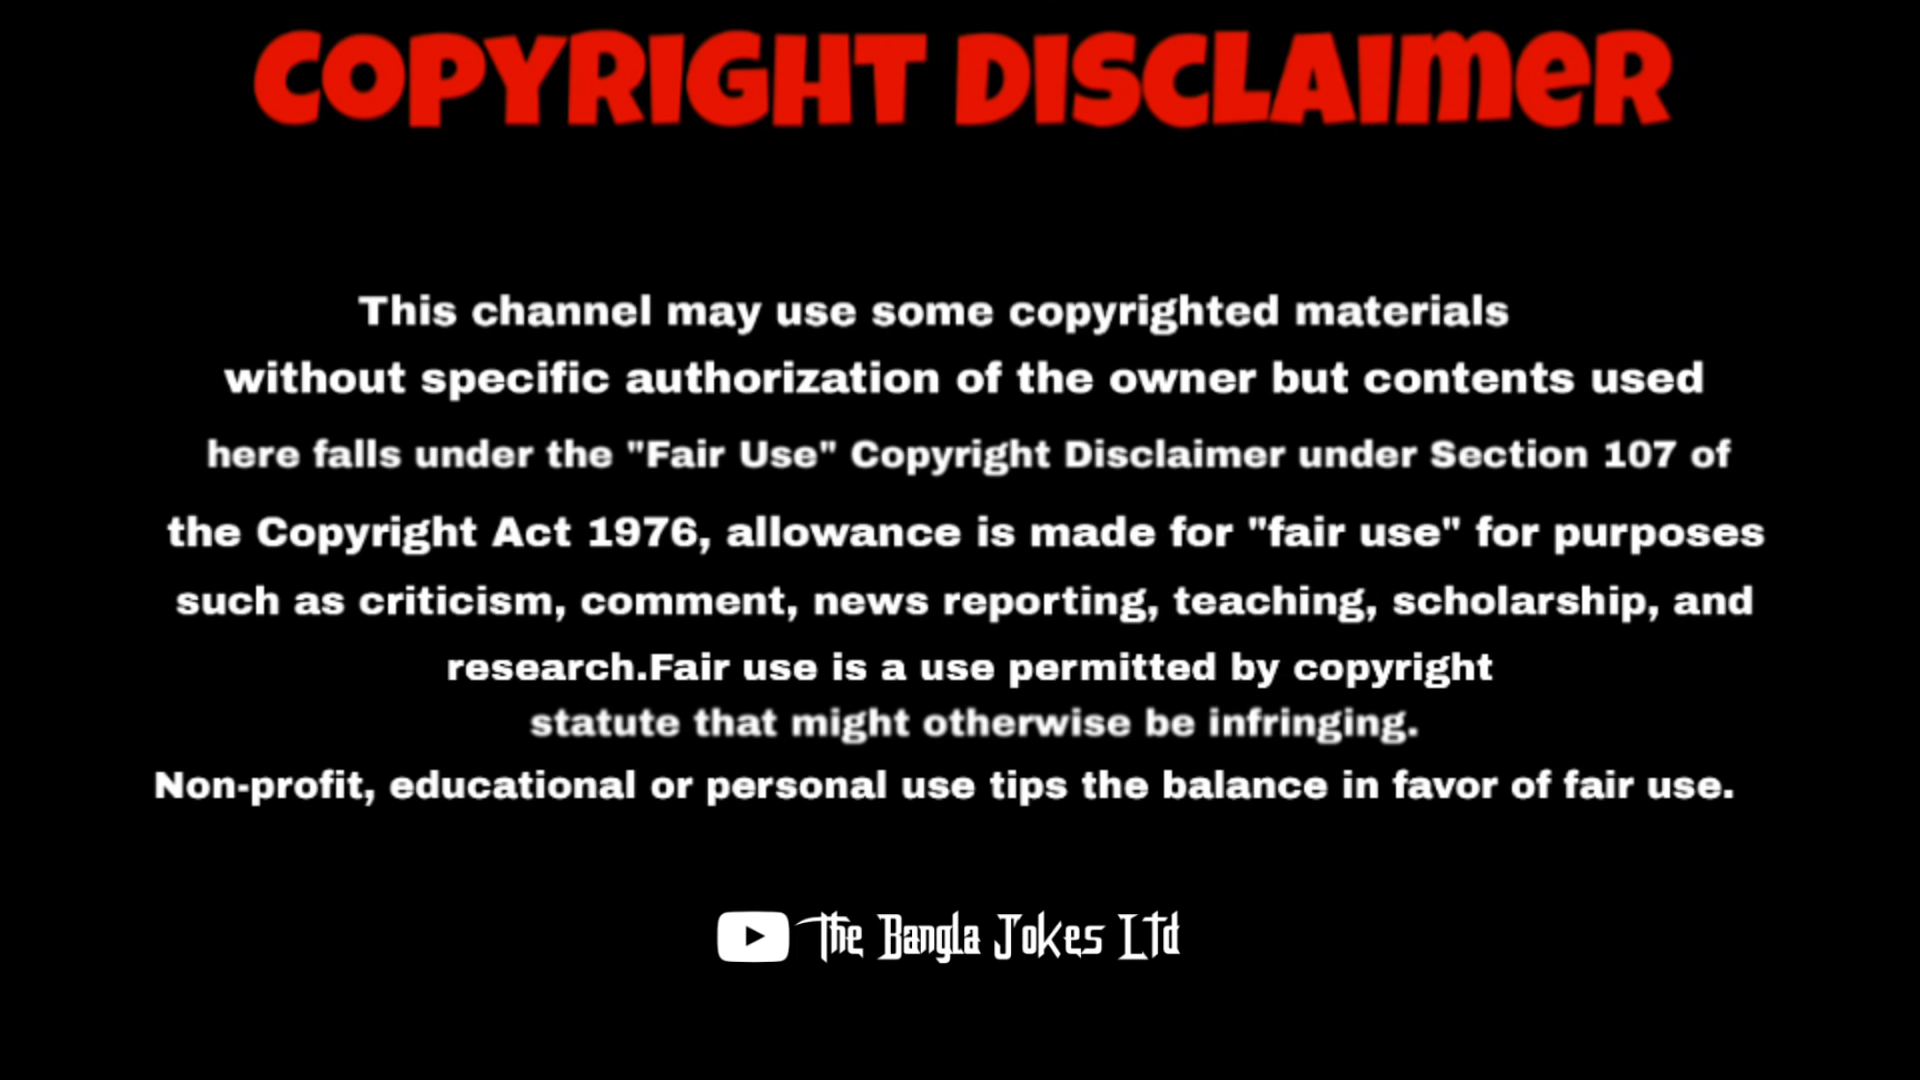 COPYRIGHT DISCLAIMER
This channel may use some copyrighted materials
without specific authorization of the owner but contents used
here falls under the "Fair Use" Copyright Disclaimer under Section 107 of
the Copyright Act 1976, allowance is made for "fair use" for purposes
such as criticism, comment, news reporting, teaching, scholarship, and
research.Fair use is a use permitted by copyright
statute that might otherwise be infringing.
Non-profit, educational or personal use tips the balance in favor of fair use.
The Bangla Jokes Ltd